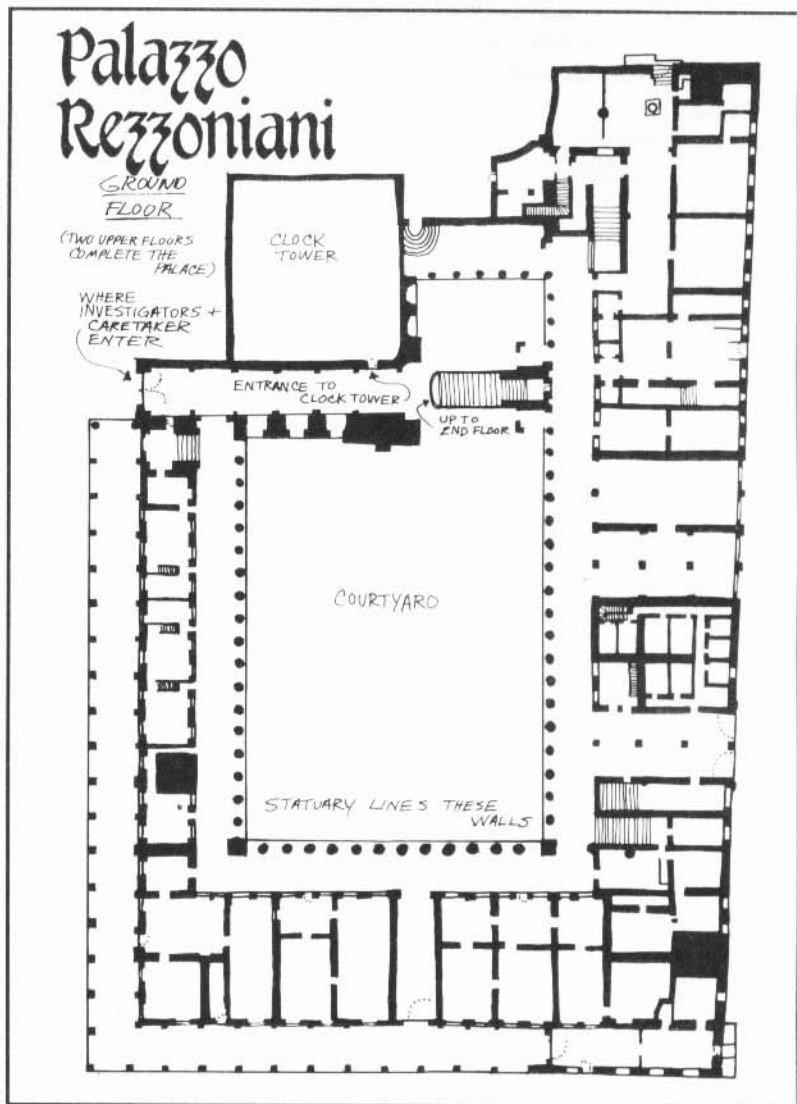 Palazzo
Rezzoniani
GROUND
FLOOR
(TWO UPPER FLOORS
COMPLETE THE
PALACE)
WHERE
INVESTIGATORS +
CARETAKER
ENTER
CLOCK
TOWER
ENTRANCE TO
CLOCK TOWER
UP TO
2ND FLOOR
COURTYARD
STATUARY LINES THESE
WALLS